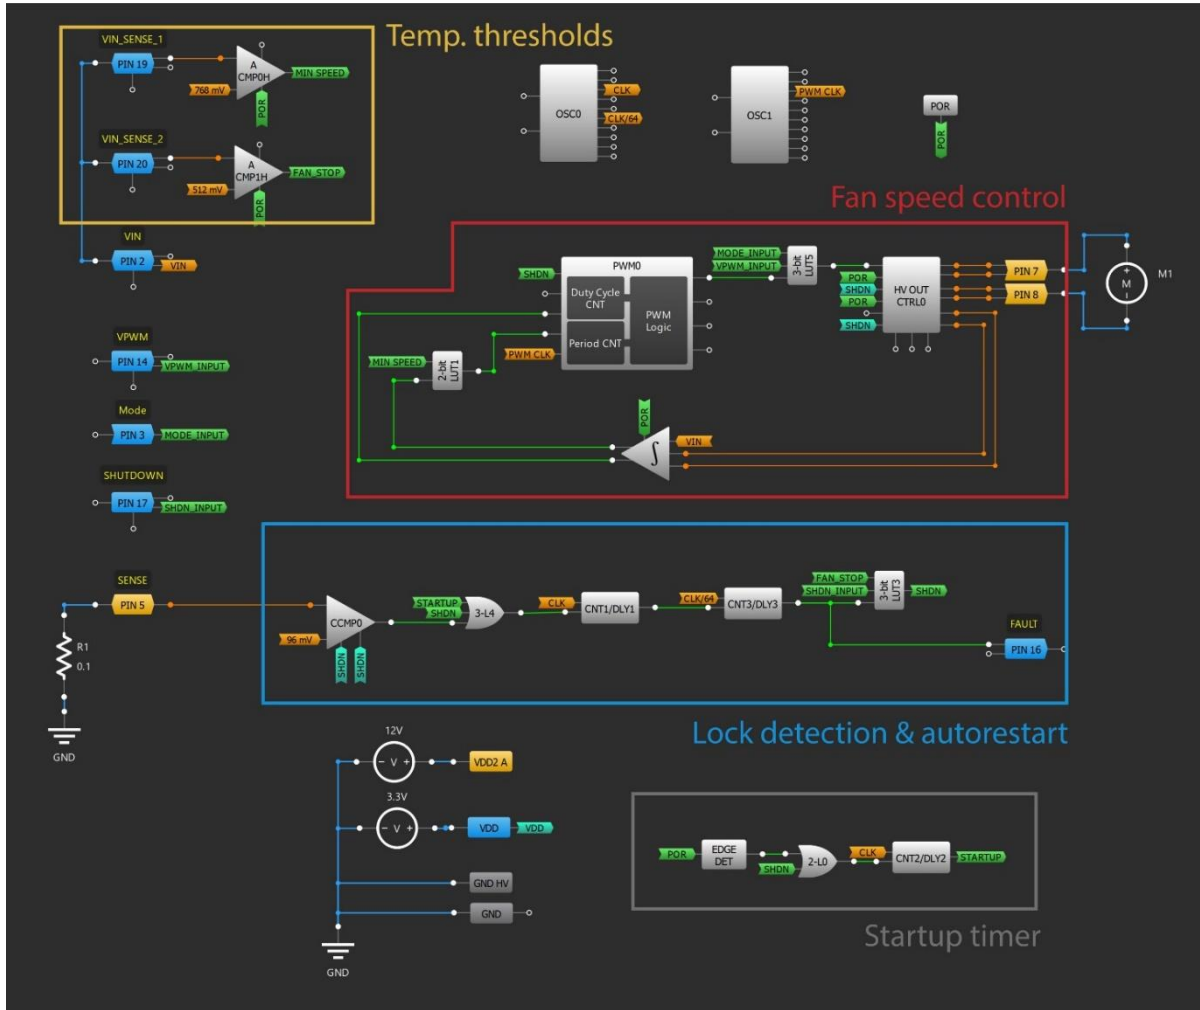 Temp. thresholds
VIN_SENSE_1
PIN 19
A
CMP0H
MIN SPEED
768 mV
POR
VIN_SENSE_2
PIN 20
A
CMP1H
FAN_STOP
512 mV
POR
VIN
PIN 2
VIN
VPWM
PIN 14
VPWM_INPUT
Mode
PIN 3
MODE_INPUT
SHUTDOWN
PIN 17
SHDN_INPUT
OSC0
CLK
CLK/64
OSC1
PWM CLK
POR
POR
Fan speed control
SHDN
PWM0
Duty Cycle
CNT
PWM
Logic
Period CNT
PWM CLK
MIN SPEED
2-bit
LUT1
MODE_INPUT
VPWM_INPUT
3-bit
LUT5
POR
SHDN
POR
SHDN
HV OUT
CTRL0
PIN 7
PIN 8
+
M
M1
POR
∫
VIN
SENSE
PIN 5
R1
0.1
GND
CCMP0
96 mV
SHDN
SHDN
STARTUP
SHDN
3-L4
CLK
CNT1/DLY1
CLK/64
CNT3/DLY3
FAN_STOP
SHDN_INPUT
3-bit
LUT3
SHDN
FAULT
PIN 16
Lock detection & autorestart
12V
− V +
VDD2 A
3.3V
− V +
VDD
VDD
GND HV
GND
GND
POR
EDGE
DET
SHDN
2-L0
CLK
CNT2/DLY2
STARTUP
Startup timer